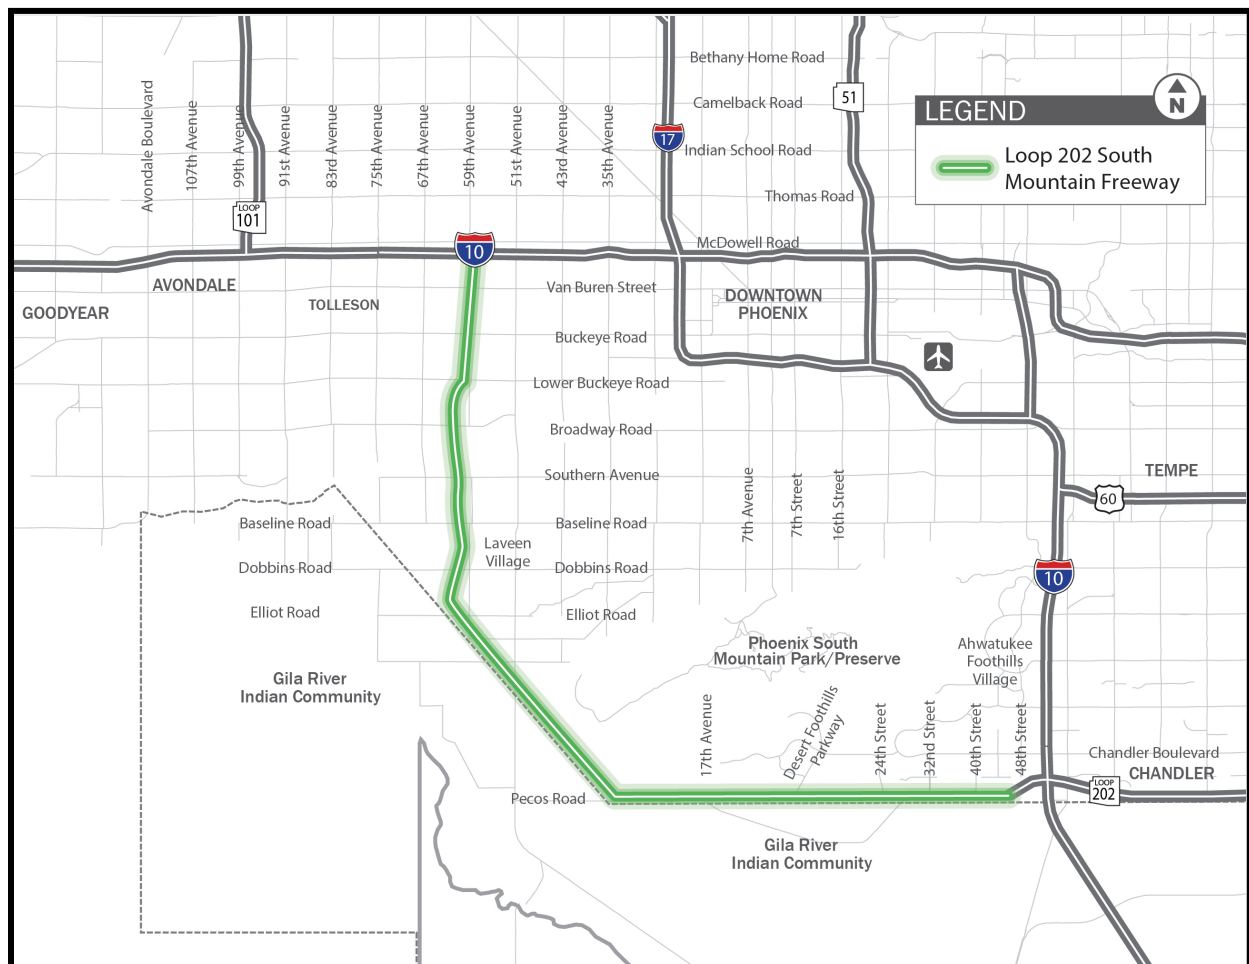 Bethany Home Road
Camelback Road
51
N
LEGEND
Loop 202 South
Mountain Freeway
Avondale Boulevard
107th Avenue
99th Avenue
91st Avenue
83rd Avenue
75th Avenue
67th Avenue
59th Avenue
51st Avenue
43rd Avenue
35th Avenue
17
Indian School Road
Thomas Road
LOOP
101
10
McDowell Road
AVONDALE
GOODYEAR
TOLLESON
Van Buren Street
DOWNTOWN
PHOENIX
Buckeye Road
Lower Buckeye Road
Broadway Road
Southern Avenue
7th Avenue
7th Street
16th Street
TEMPE
60
Baseline Road
Baseline Road
Laveen
Village
Dobbins Road
Dobbins Road
10
Elliot Road
Elliot Road
Phoenix South
Mountain Park/Preserve
Ahwatukee
Foothills
Village
Gila River
Indian Community
17th Avenue
Desert Foothills
Parkway
24th Street
32nd Street
40th Street
48th Street
Chandler Boulevard
CHANDLER
LOOP
202
Pecos Road
Gila River
Indian Community